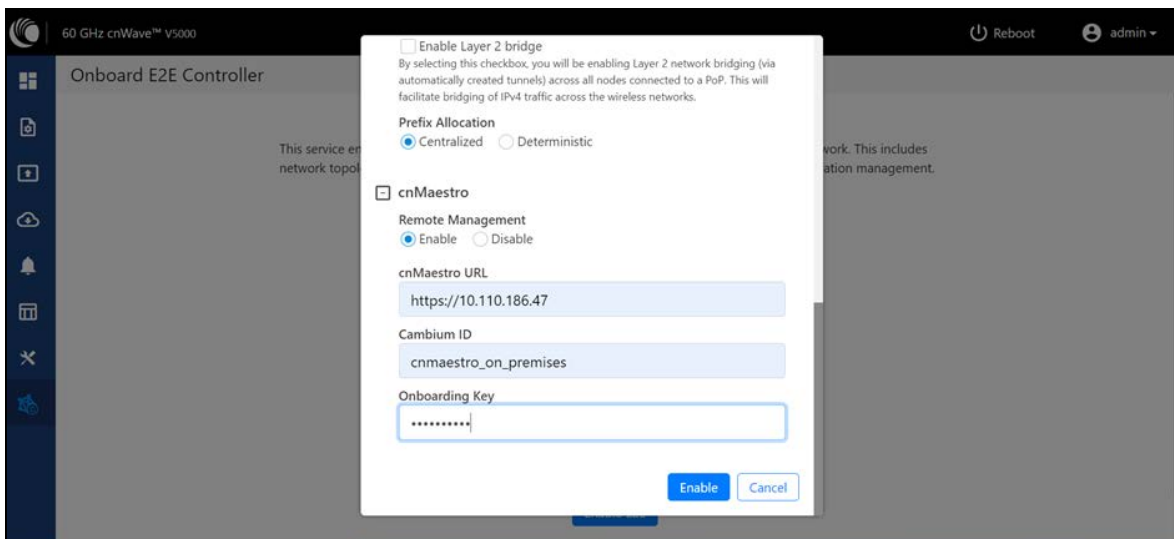 60 GHz cnWave™ V5000
Reboot
admin
Onboard E2E Controller
This service en
work. This includes
network topol
ation management.
Enable Layer 2 bridge
By selecting this checkbox, you will be enabling Layer 2 network bridging (via
automatically created tunnels) across all nodes connected to a PoP. This will
facilitate bridging of IPv4 traffic across the wireless networks.
Prefix Allocation
Centralized Deterministic
cnMaestro
Remote Management
Enable Disable
cnMaestro URL
https://10.110.186.47
Cambium ID
cnmaestro_on_premises
Onboarding Key
••••••••••
Enable Cancel